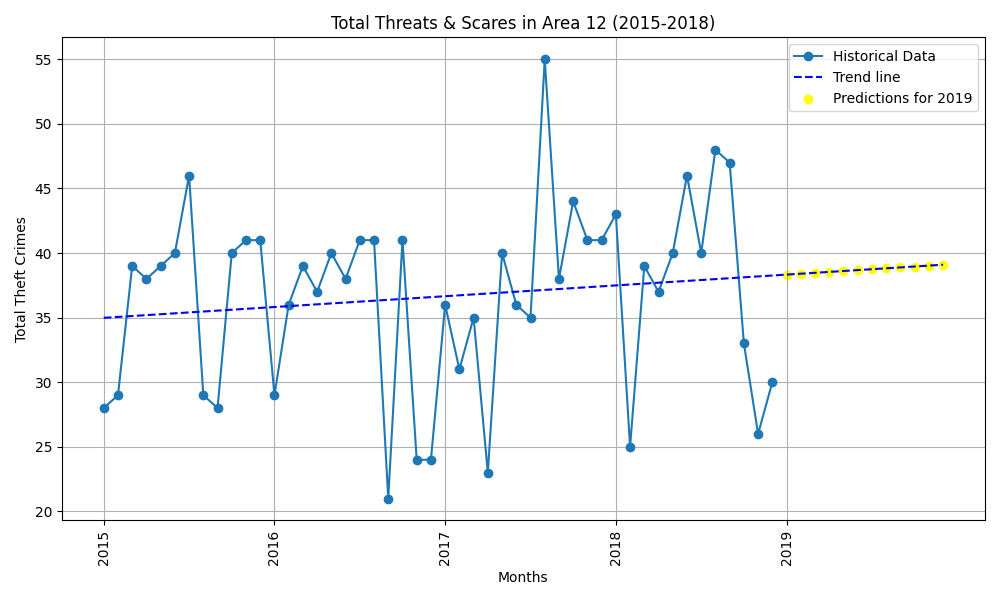 Total Threats & Scares in Area 12 (2015-2018)
Historical Data
Trend line
Predictions for 2019
Total Theft Crimes
55
50
45
40
35
30
25
20
2015
2016
2017
2018
2019
Months